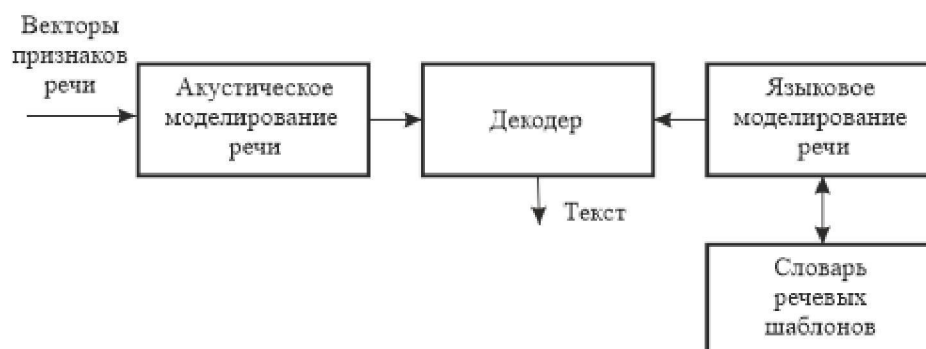 Векторы
признаков
речи
Акустическое
моделирование
речи
Декодер
Языковое
моделирование
речи
Текст
Словарь
речевых
шаблонов